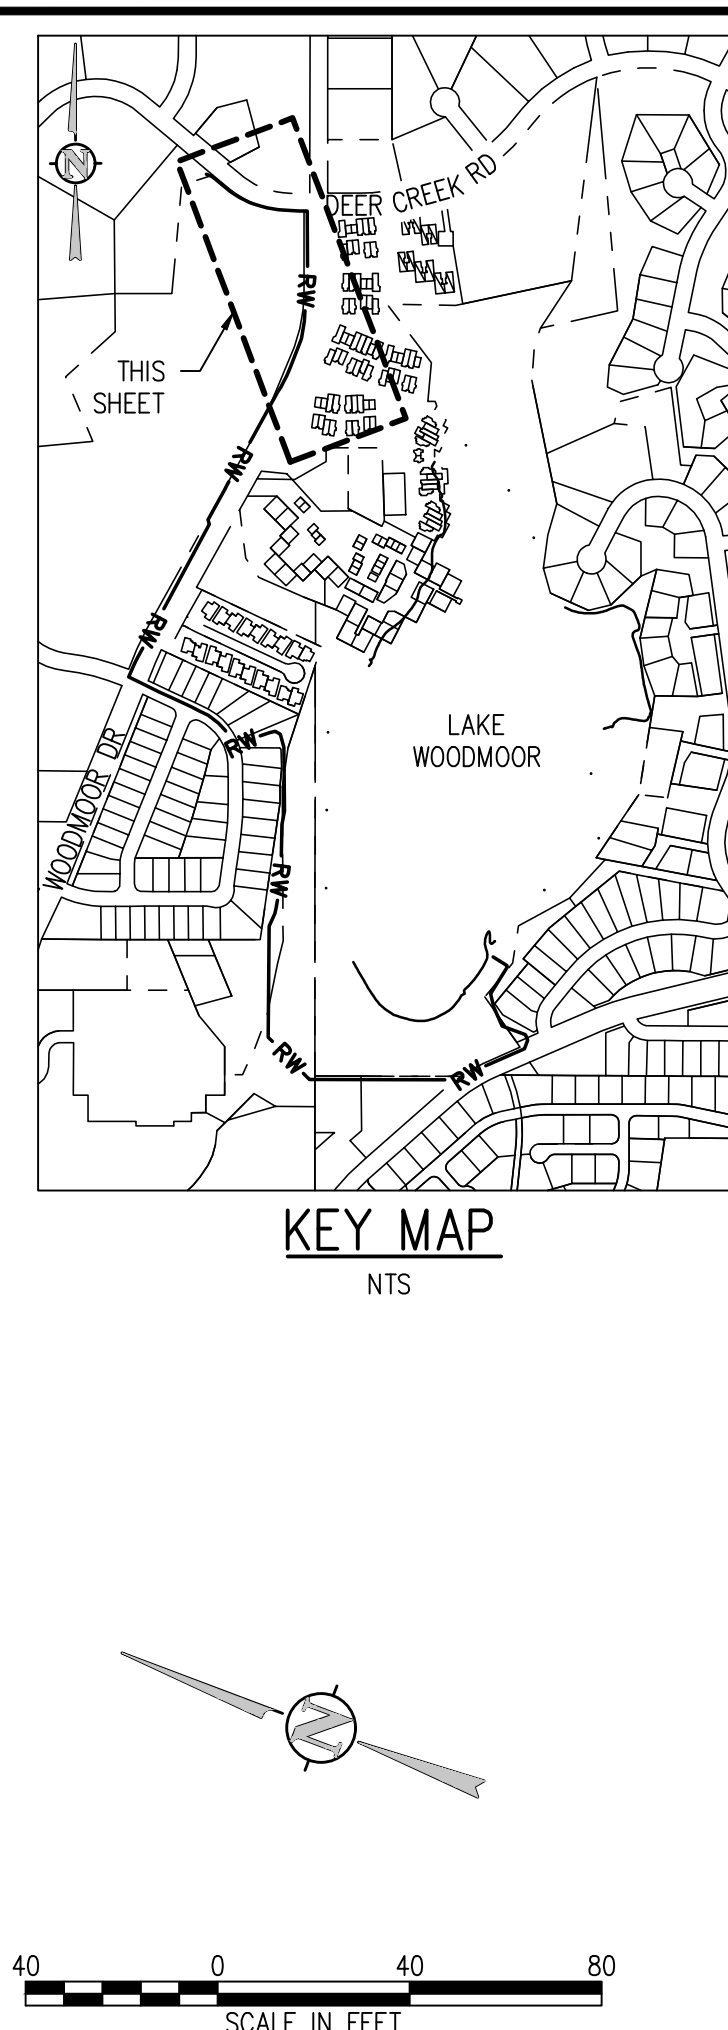 N
DEER CREEK RD
RW
THIS
SHEET
RW
RW
LAKE
WOODMOOR
RW
WOODMOOR DR
RW
RW
RW
KEY MAP
NTS
N
40 0 40 80
SCALE IN FEET